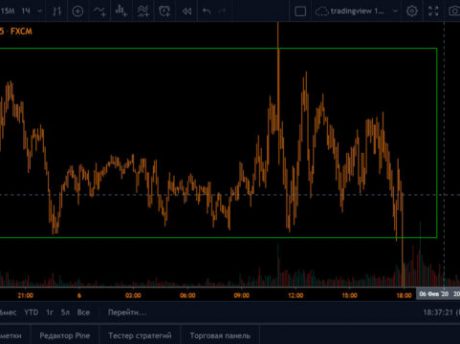 15М 1Ч
tradingview 1...
5 · FXCM
21:00 6 03:00 06:00 09:00 12:00 15:00 18:00 06 Фев '20 20
6мес YTD 1г 5л Все Перейти...
18:37:21
метки Редактор Pine Тестер стратегий Торговая панель